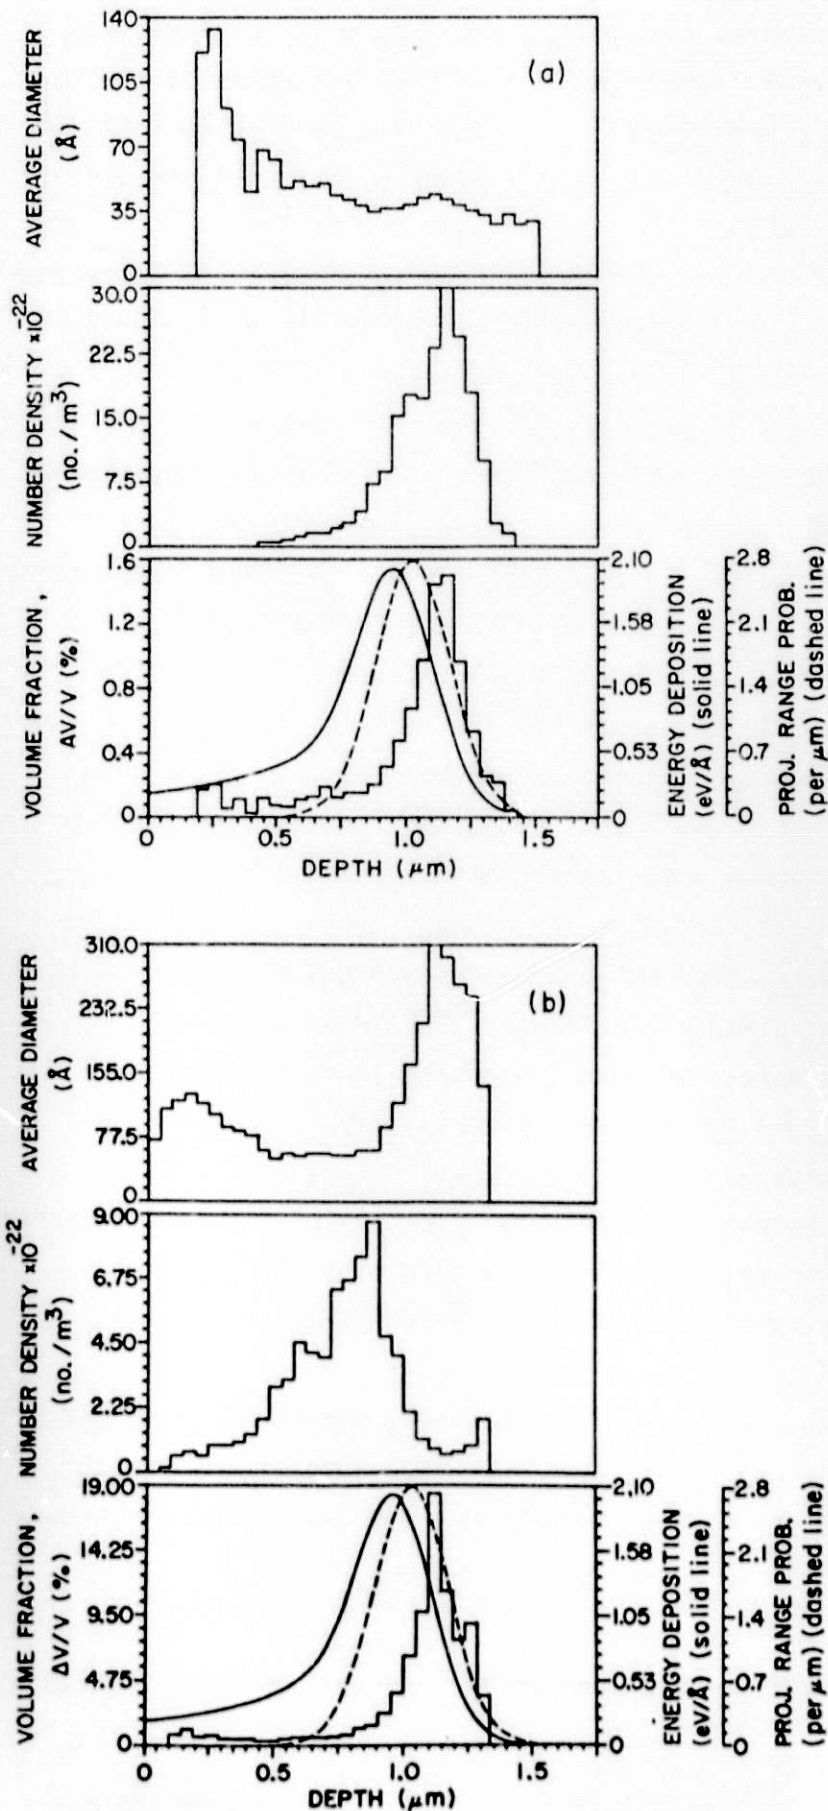 (a)
AVERAGE DIAMETER
(Å)
140
105
70
35
0
NUMBER DENSITY x10⁻²²
(no./m³)
30.0
22.5
15.0
7.5
0
VOLUME FRACTION,
AV/V (%)
1.6
1.2
0.8
0.4
0
0
0.5
1.0
1.5
DEPTH (μm)
2.10
1.58
1.05
0.53
0
ENERGY DEPOSITION
(eV/Å) (solid line)
2.8
2.1
1.4
0.7
0
PROJ. RANGE PROB.
(per μm) (dashed line)
(b)
AVERAGE DIAMETER
(Å)
310.0
232.5
155.0
77.5
0
NUMBER DENSITY x10⁻²²
(no./m³)
9.00
6.75
4.50
2.25
0
VOLUME FRACTION,
ΔV/V (%)
19.00
14.25
9.50
4.75
0
0
0.5
1.0
1.5
DEPTH (μm)
2.10
1.58
1.05
0.53
0
ENERGY DEPOSITION
(eV/Å) (solid line)
2.8
2.1
1.4
0.7
0
PROJ. RANGE PROB.
(per μm) (dashed line)